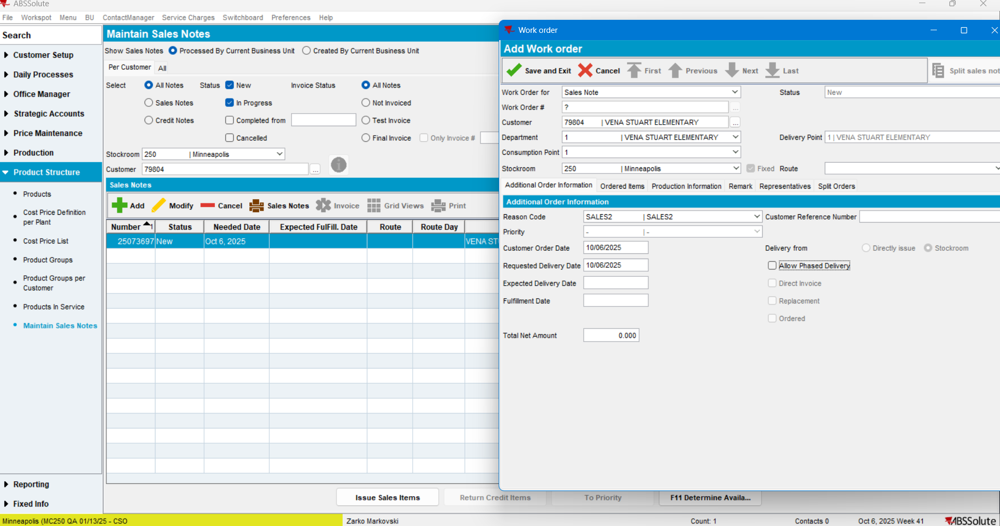 ABSSolute
File Workspot Menu BU ContactManager Service Charges Switchboard Preferences Help
Search
Customer Setup
Daily Processes
Office Manager
Strategic Accounts
Price Maintenance
Production
Product Structure
Products
Cost Price Definition
per Plant
Cost Price List
Product Groups
Product Groups per
Customer
Products In Service
Maintain Sales Notes
Reporting
Fixed Info
Maintain Sales Notes
Show Sales Notes Processed By Current Business Unit Created By Current Business Unit
Per Customer All
Select All Notes Status New Invoice Status All Notes
Sales Notes In Progress Not Invoiced
Credit Notes Completed from Test Invoice
Cancelled Final Invoice Only Invoice #
Stockroom 250 | Minneapolis
Customer 79804 ...
Sales Notes
Add Modify Cancel Sales Notes Invoice Grid Views Print
Number 1 Status Needed Date Expected FulFill. Date Route Route Day
25073697 New Oct 6, 2025 VENA ST
Issue Sales Items Return Credit Items To Priority F11 Determine Availa...
Work order
Add Work order
Save and Exit Cancel First Previous Next Last Split sales not
Work Order for Sales Note Status New
Work Order # ? ...
Customer 79804 | VENA STUART ELEMENTARY ...
Department 1 | VENA STUART ELEMENTARY Delivery Point 1 | VENA STUART ELEMENTARY
Consumption Point 1
Stockroom 250 | Minneapolis Fixed Route
Additional Order Information Ordered Items Production Information Remark Representatives Split Orders
Additional Order Information
Reason Code SALES2 | SALES2 Customer Reference Number
Priority - | -
Customer Order Date 10/06/2025 Delivery from Directly issue Stockroom
Requested Delivery Date 10/06/2025 Allow Phased Delivery
Expected Delivery Date Direct Invoice
Fulfillment Date Replacement
Ordered
Total Net Amount 0.000
Minneapolis (MC250 QA 01/13/25 - CSO Zarko Markovski Count: 1 Contacts 0 Oct 6, 2025 Week 41 ABSSolute